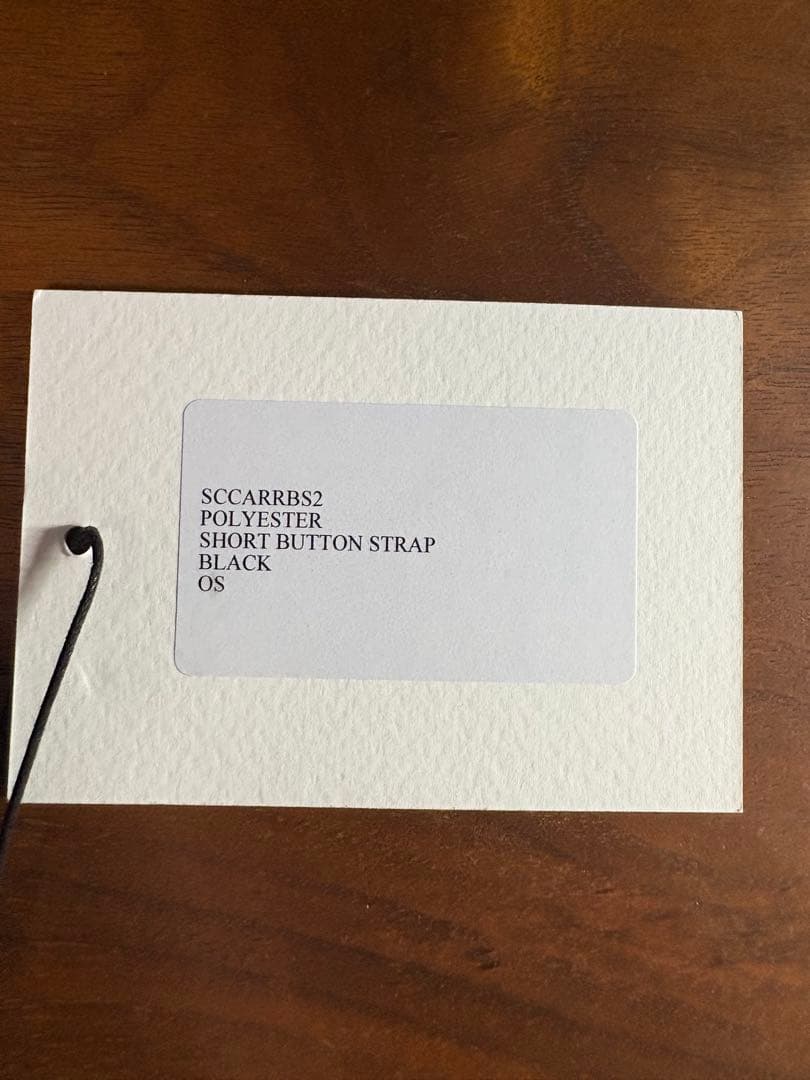 SCCARRBS2
POLYESTER
SHORT BUTTON STRAP
BLACK
OS